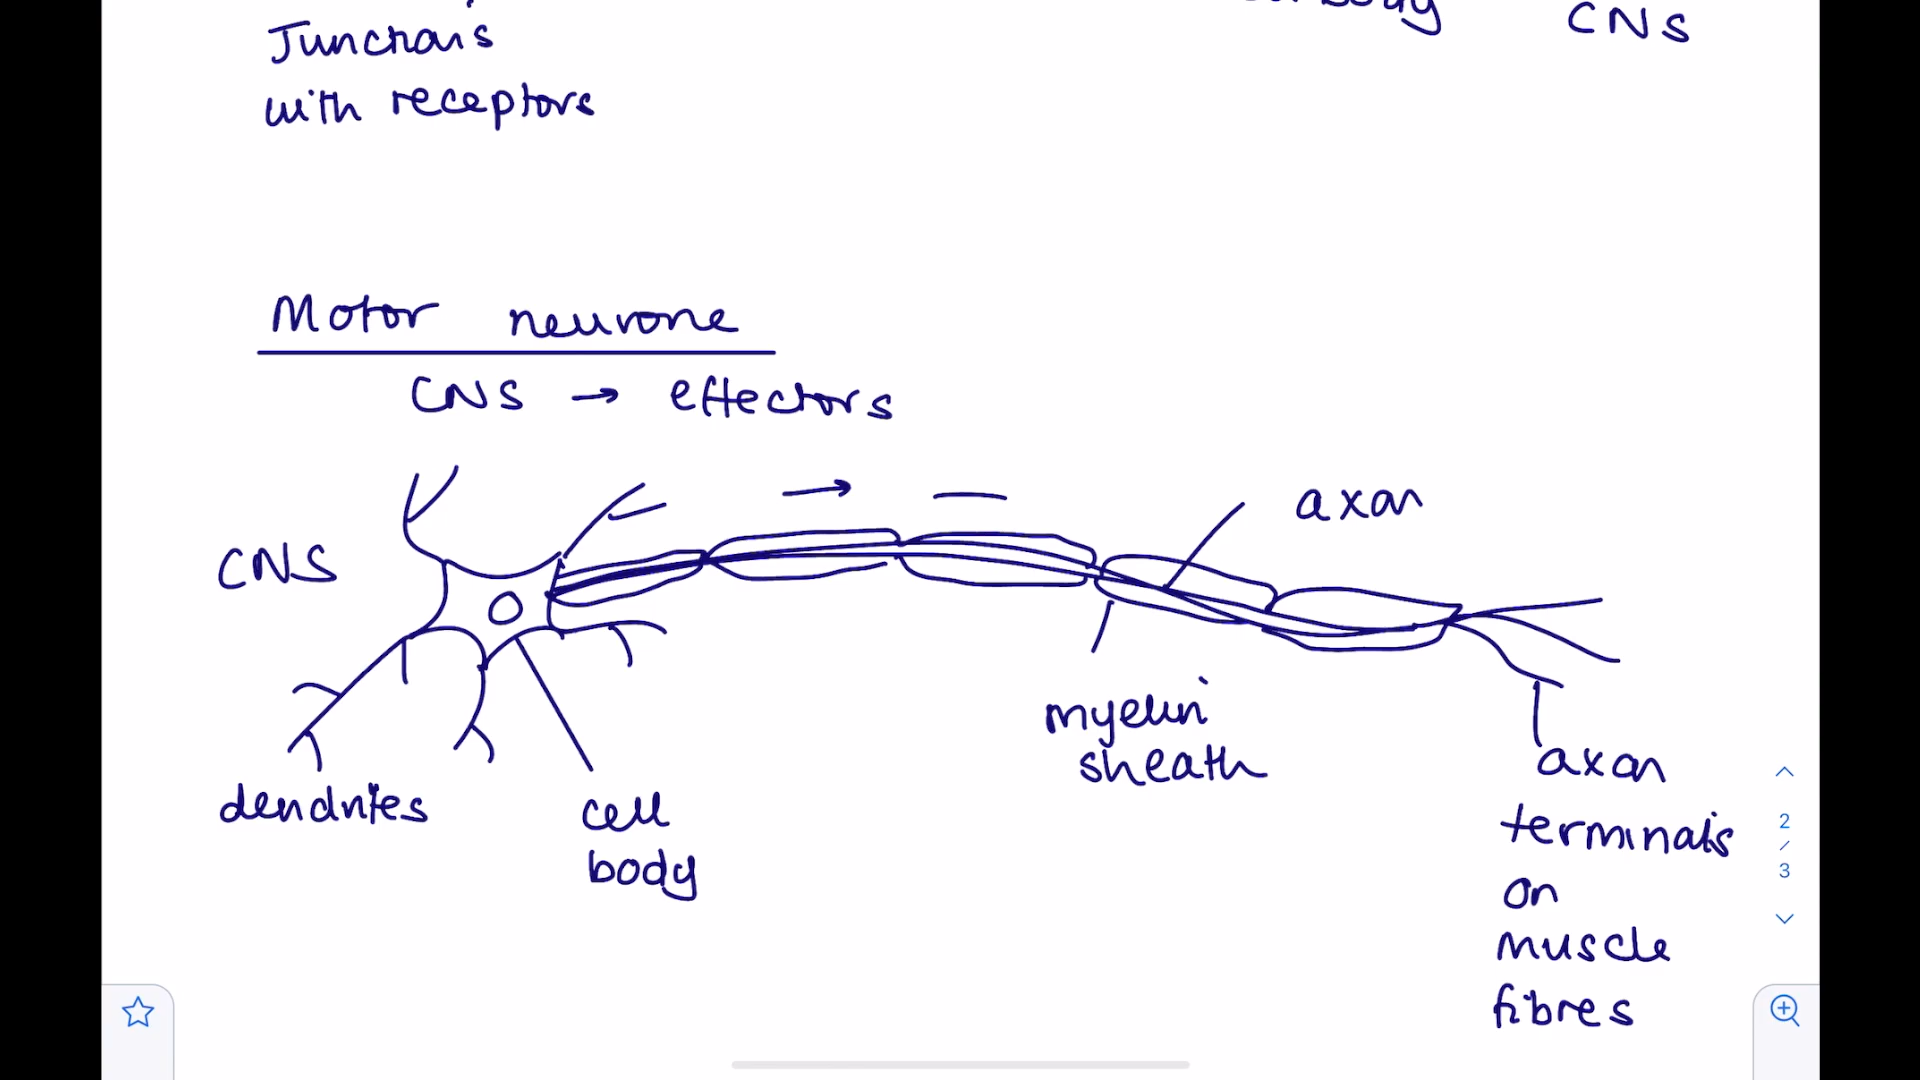 Junctions
with receptors
body
CNS
Motor neurone
CNS → effectors
axon
CNS
myelin
sheath
axon
terminals
on
muscle
fibres
dendrites
cell
body
2
/
3